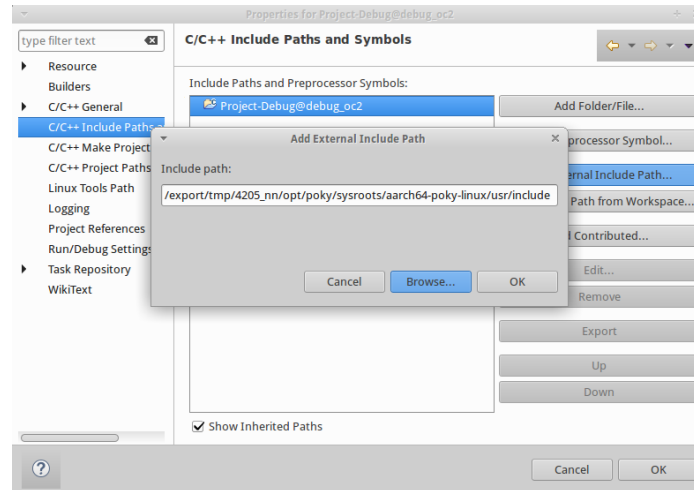 Properties for Project-Debug@debug_oc2
type filter text
C/C++ Include Paths and Symbols
Resource
Builders
C/C++ General
C/C++ Include Paths
C/C++ Make Project
C/C++ Project Paths
Linux Tools Path
Logging
Project References
Run/Debug Settings
Task Repository
WikiText
Include Paths and Preprocessor Symbols:
Project-Debug@debug_oc2
Add Folder/File...
processor Symbol...
ernal Include Path...
Path from Workspace...
Contributed...
Edit...
Remove
Export
Up
Down
Add External Include Path
Include path:
/export/tmp/4205_nn/opt/poky/sysroots/aarch64-poky-linux/usr/include
Cancel
Browse...
OK
Show Inherited Paths
?
Cancel
OK